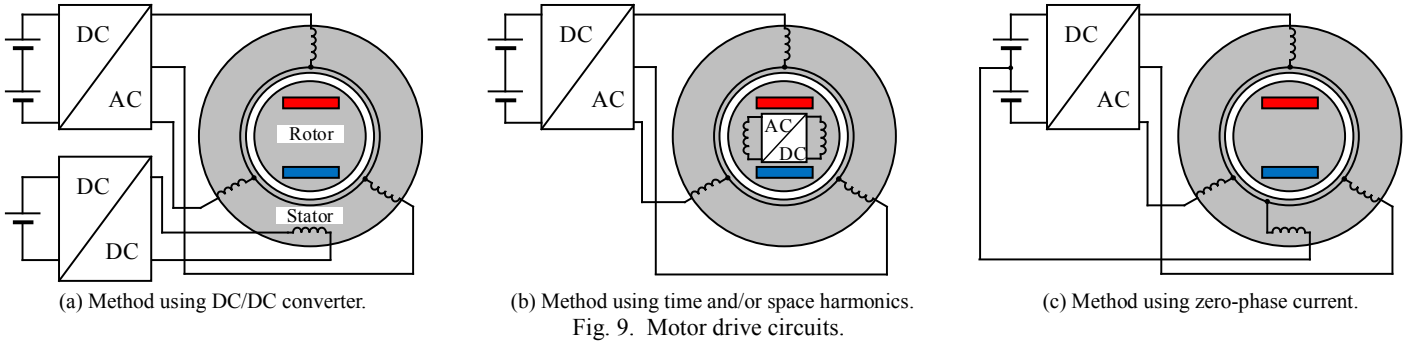 DC
AC
Rotor
DC
Stator
DC
(a) Method using DC/DC converter.
DC
AC
AC
DC
(b) Method using time and/or space harmonics.
DC
AC
(c) Method using zero-phase current.
Fig. 9. Motor drive circuits.